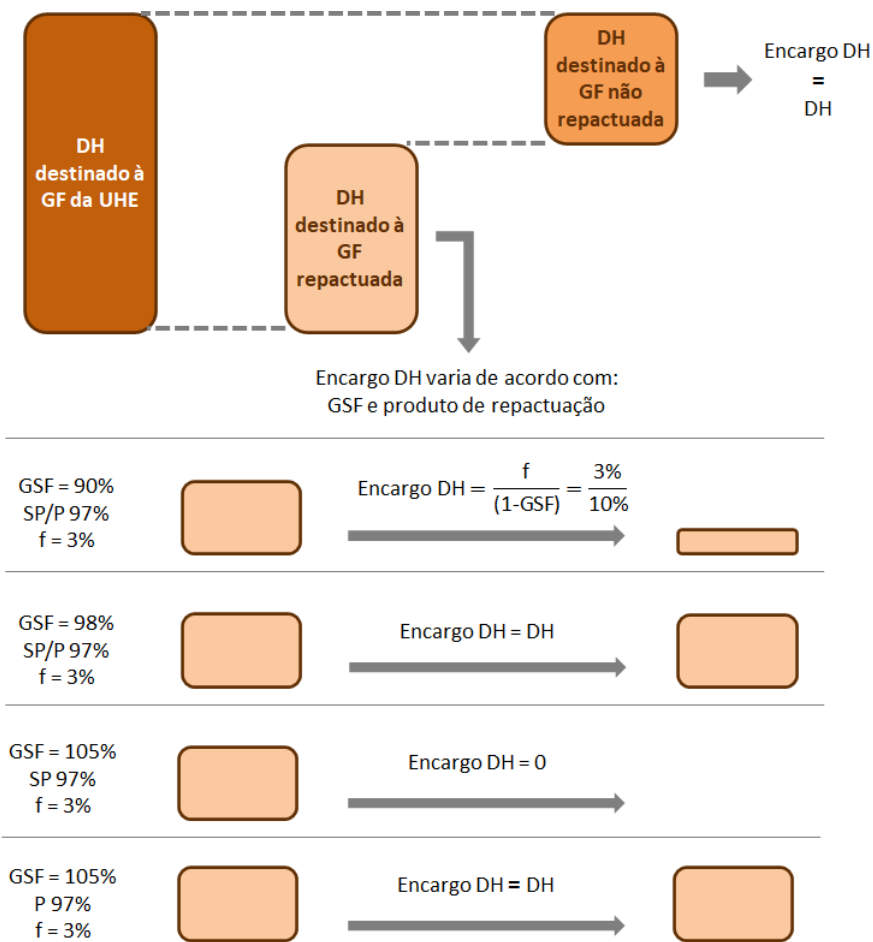 DH
destinado à
GF da UHE
DH
destinado à
GF
repactuada
DH
destinado à
GF não
repactuada
Encargo DH
=
DH
Encargo DH varia de acordo com:
GSF e produto de repactuação
GSF = 90%
SP/P 97%
f = 3%
Encargo DH = f/(1-GSF) = 3%/10%
GSF = 98%
SP/P 97%
f = 3%
Encargo DH = DH
GSF = 105%
SP 97%
f = 3%
Encargo DH = 0
GSF = 105%
P 97%
f = 3%
Encargo DH = DH